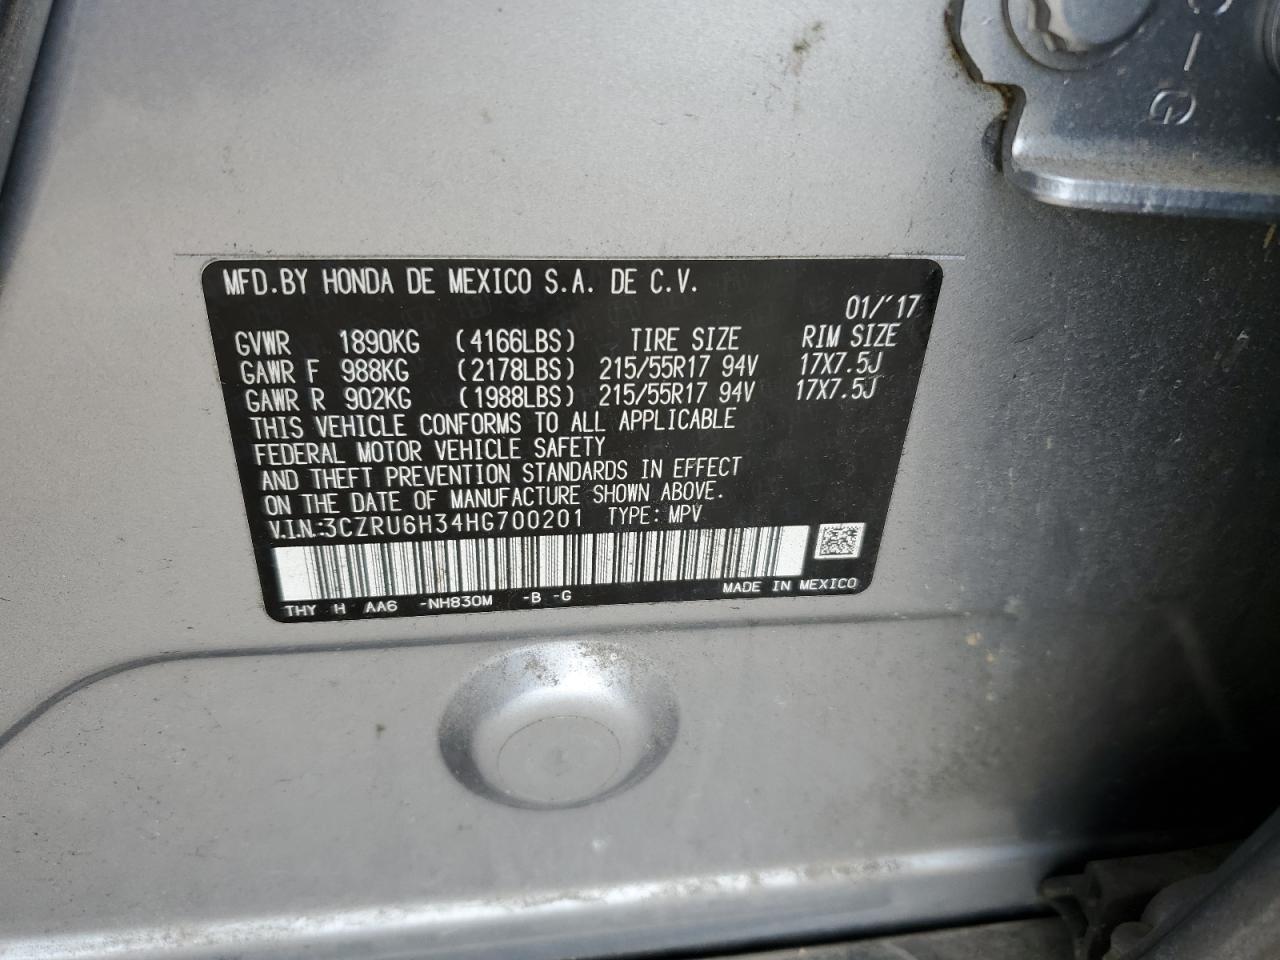 MFD.BY HONDA DE MEXICO S.A. DE C.V.
01/'17
GVWR 1890KG (4166LBS) TIRE SIZE RIM SIZE
GAWR F 988KG (2178LBS) 215/55R17 94V 17X7.5J
GAWR R 902KG (1988LBS) 215/55R17 94V 17X7.5J
THIS VEHICLE CONFORMS TO ALL APPLICABLE
FEDERAL MOTOR VEHICLE SAFETY
AND THEFT PREVENTION STANDARDS IN EFFECT
ON THE DATE OF MANUFACTURE SHOWN ABOVE.
V.I.N.:3CZRU6H34HG700201 TYPE: MPV
THY H AA6 -NH830M -B -G MADE IN MEXICO